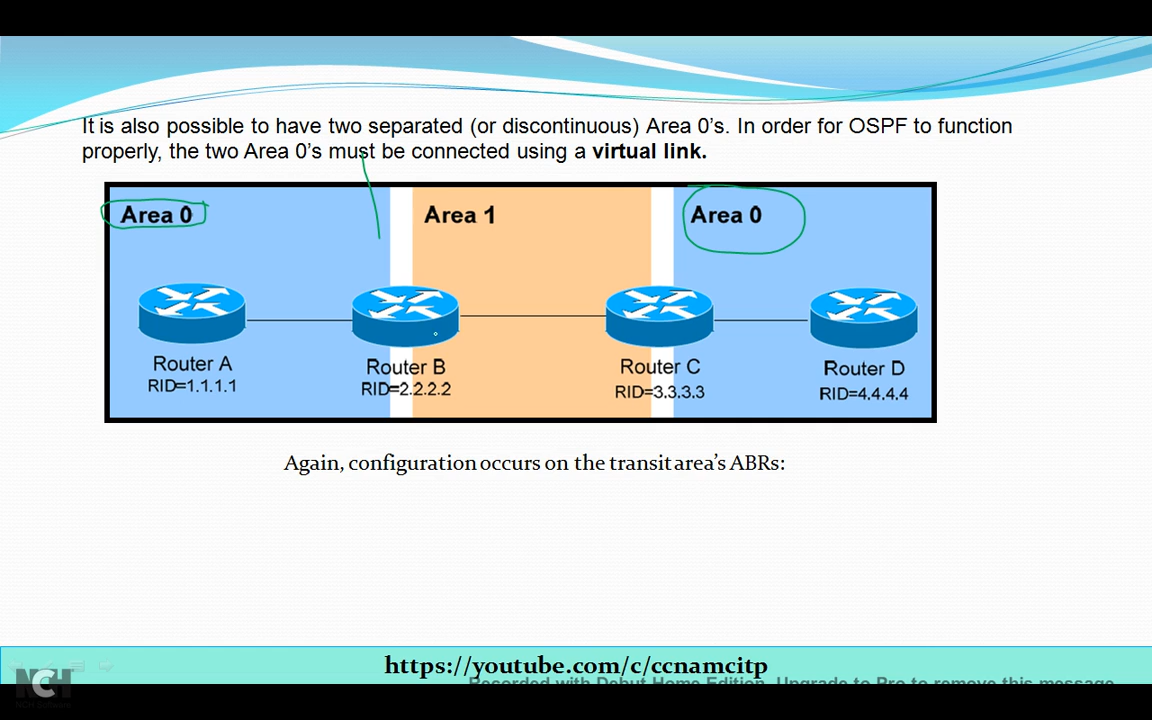 It is also possible to have two separated (or discontinuous) Area 0's. In order for OSPF to function
properly, the two Area 0's must be connected using a virtual link.
Area 0
Area 1
Area 0
Router A
RID=1.1.1.1
Router B
RID=2.2.2.2
Router C
RID=3.3.3.3
Router D
RID=4.4.4.4
Again, configuration occurs on the transit area's ABRs:
https://youtube.com/c/ccnamcitp
Recorded with Debut Home Edition. Upgrade to Pro to remove this message
NCH
NCH Software